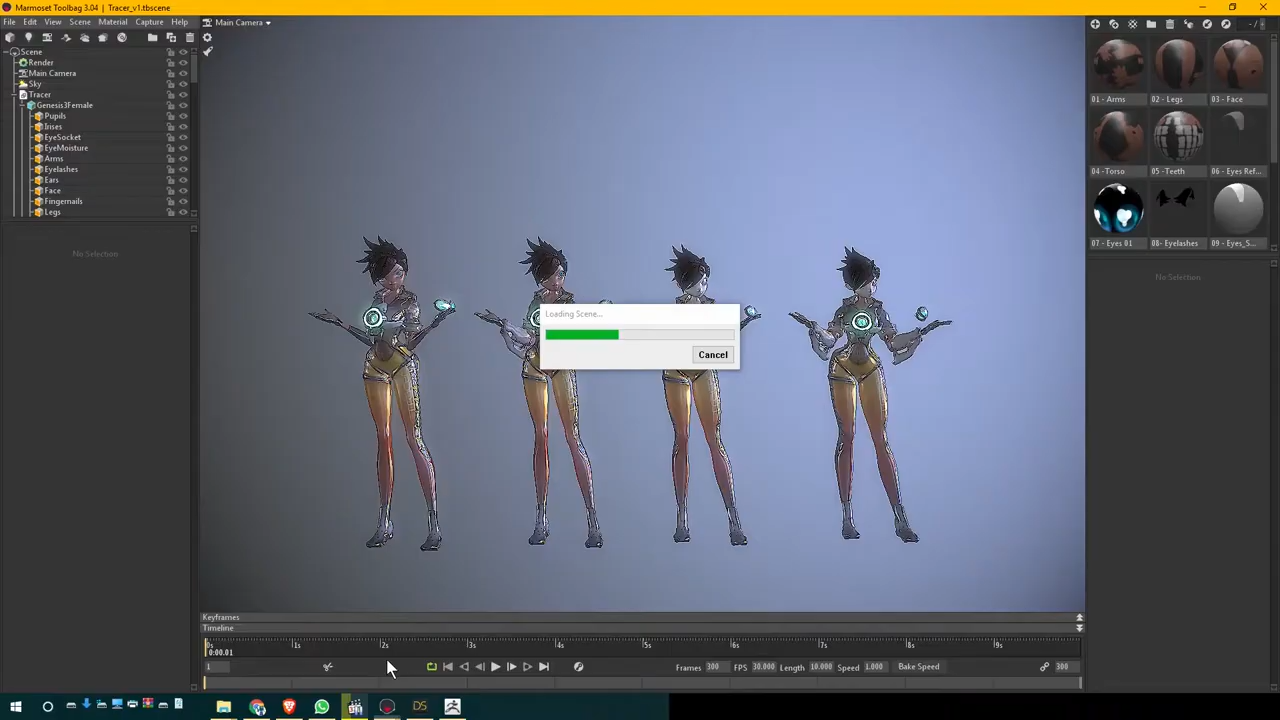 Marmoset Toolbag 3.04 | Tracer_v1.tbscene
File Edit View Scene Material Capture Help
Main Camera
Scene
Render
Main Camera
Sky
Tracer
Genesis3Female
Pupils
Irises
EyeSocket
EyeMoisture
Arms
Eyelashes
Ears
Face
Fingernails
Legs
No Selection
Loading Scene...
Cancel
- /
01 - Arms 02 - Legs 03 - Face
04 -Torso 05 -Teeth 06 - Eyes Ref...
07 - Eyes 01 08- Eyelashes 09 - Eyes_S...
No Selection
Keyframes
Timeline
0s 1s 2s 3s 4s 5s 6s 7s 8s 9s
0:00.01
1 Frames 300 FPS 30.000 Length 10.000 Speed 1.000 Bake Speed 300
DS